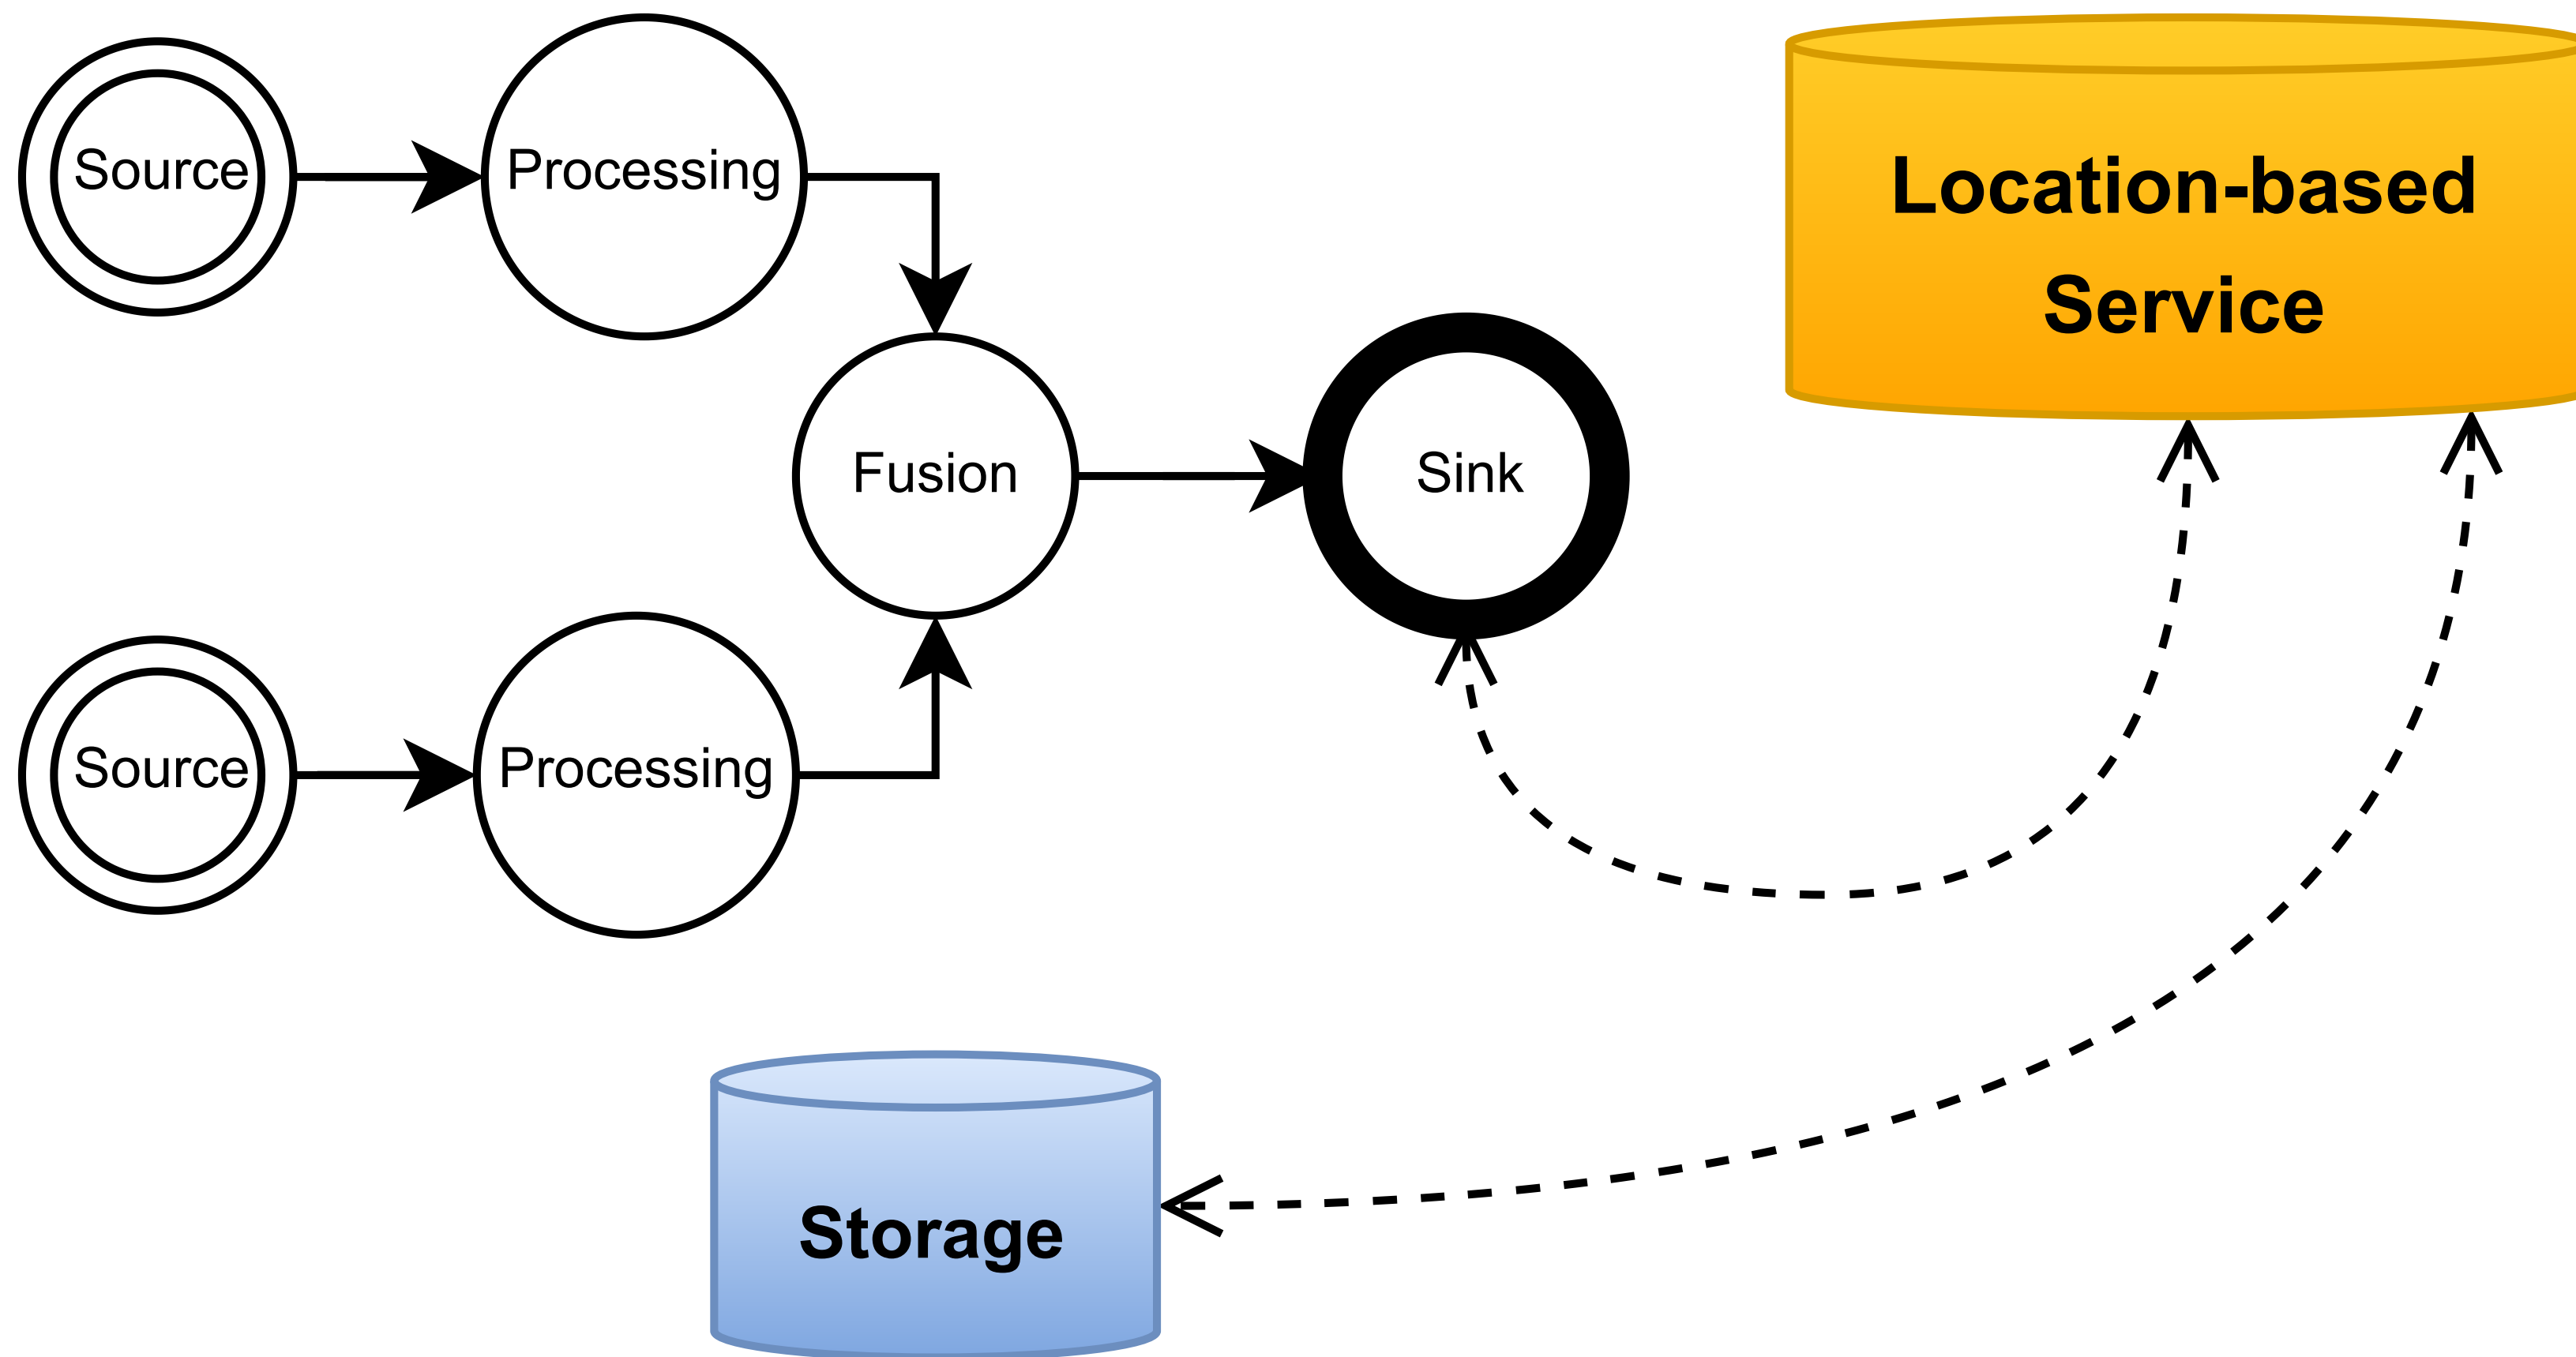 Source
Processing
Location-based
Service
Fusion
Sink
Source
Processing
Storage